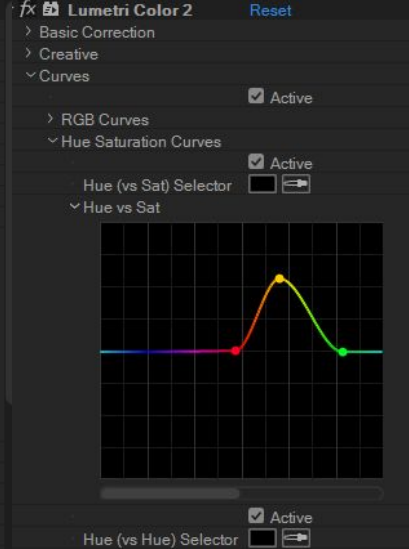 fx Lumetri Color 2 Reset
Basic Correction
Creative
Curves
Active
RGB Curves
Hue Saturation Curves
Active
Hue (vs Sat) Selector
Hue vs Sat
Active
Hue (vs Hue) Selector